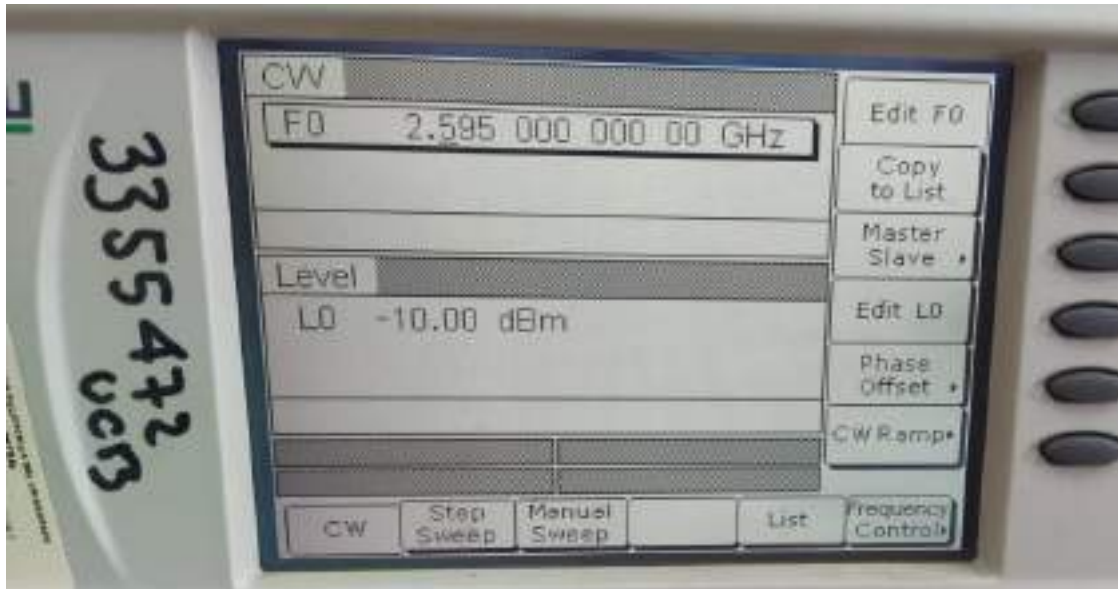 3355472
UCM3
CW
F0 2.595 000 000 00 GHz
Level
L0 -10.00 dBm
Edit F0
Copy
to List
Master
Slave
Edit L0
Phase
Offset
CW Ramp
CW
Step
Sweep
Manual
Sweep
List
Frequency
Control